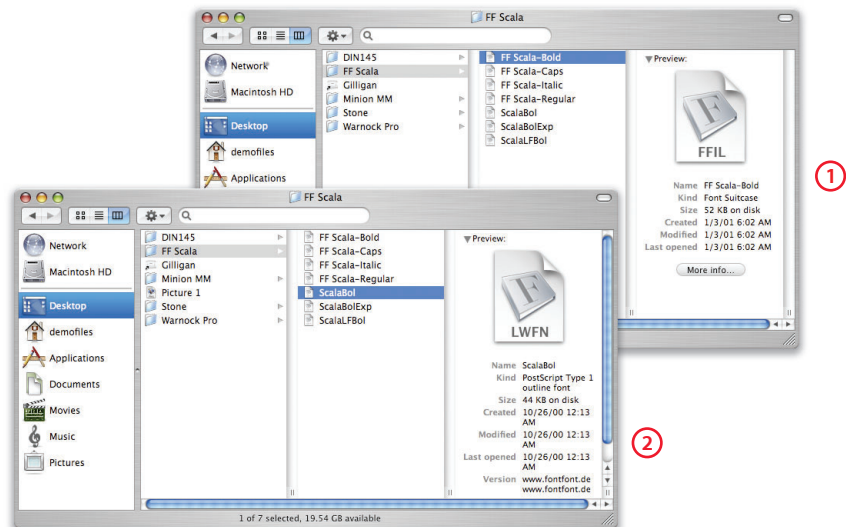 FF Scala
Network
Macintosh HD
Desktop
demofiles
Applications
DIN145
FF Scala
Gilligan
Minion MM
Stone
Warnock Pro
FF Scala-Bold
FF Scala-Caps
FF Scala-Italic
FF Scala-Regular
ScalaBol
ScalaBolExp
ScalaLFBol
Preview:
F
FFIL
Name FF Scala-Bold
Kind Font Suitcase
Size 52 KB on disk
Created 1/3/01 6:02 AM
Modified 1/3/01 6:02 AM
Last opened 1/3/01 6:02 AM
More info...
1
FF Scala
Network
Macintosh HD
Desktop
demofiles
Applications
Documents
Movies
Music
Pictures
DIN145
FF Scala
Gilligan
Minion MM
Picture 1
Stone
Warnock Pro
FF Scala-Bold
FF Scala-Caps
FF Scala-Italic
FF Scala-Regular
ScalaBol
ScalaBolExp
ScalaLFBol
Preview:
F
LWFN
Name ScalaBol
Kind PostScript Type 1
outline font
Size 44 KB on disk
Created 10/26/00 12:13
AM
Modified 10/26/00 12:13
AM
Last opened 10/26/00 12:13
AM
Version www.fontfont.de
www.fontfont.de
1 of 7 selected, 19.54 GB available
2